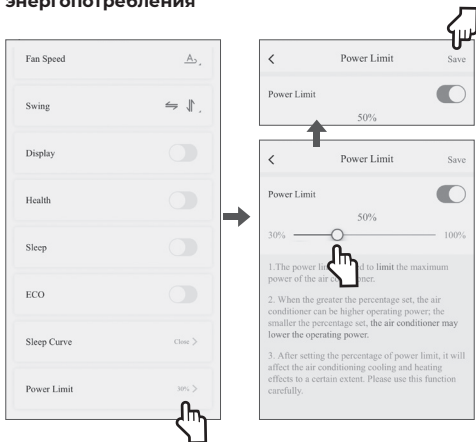 энергопотребления
Fan Speed
Swing
Display
Health
Sleep
ECO
Sleep Curve Close >
Power Limit 30% >
< Power Limit Save
Power Limit
50%
< Power Limit Save
Power Limit
50%
30% 100%
1.The power to limit the maximum
power of the air
2. When the greater the percentage set, the air
conditioner can be higher operating power; the
smaller the percentage set, the air conditioner may
lower the operating power.
3. After setting the percentage of power limit, it will
affect the air conditioning cooling and heating
effects to a certain extent. Please use this function
carefully.